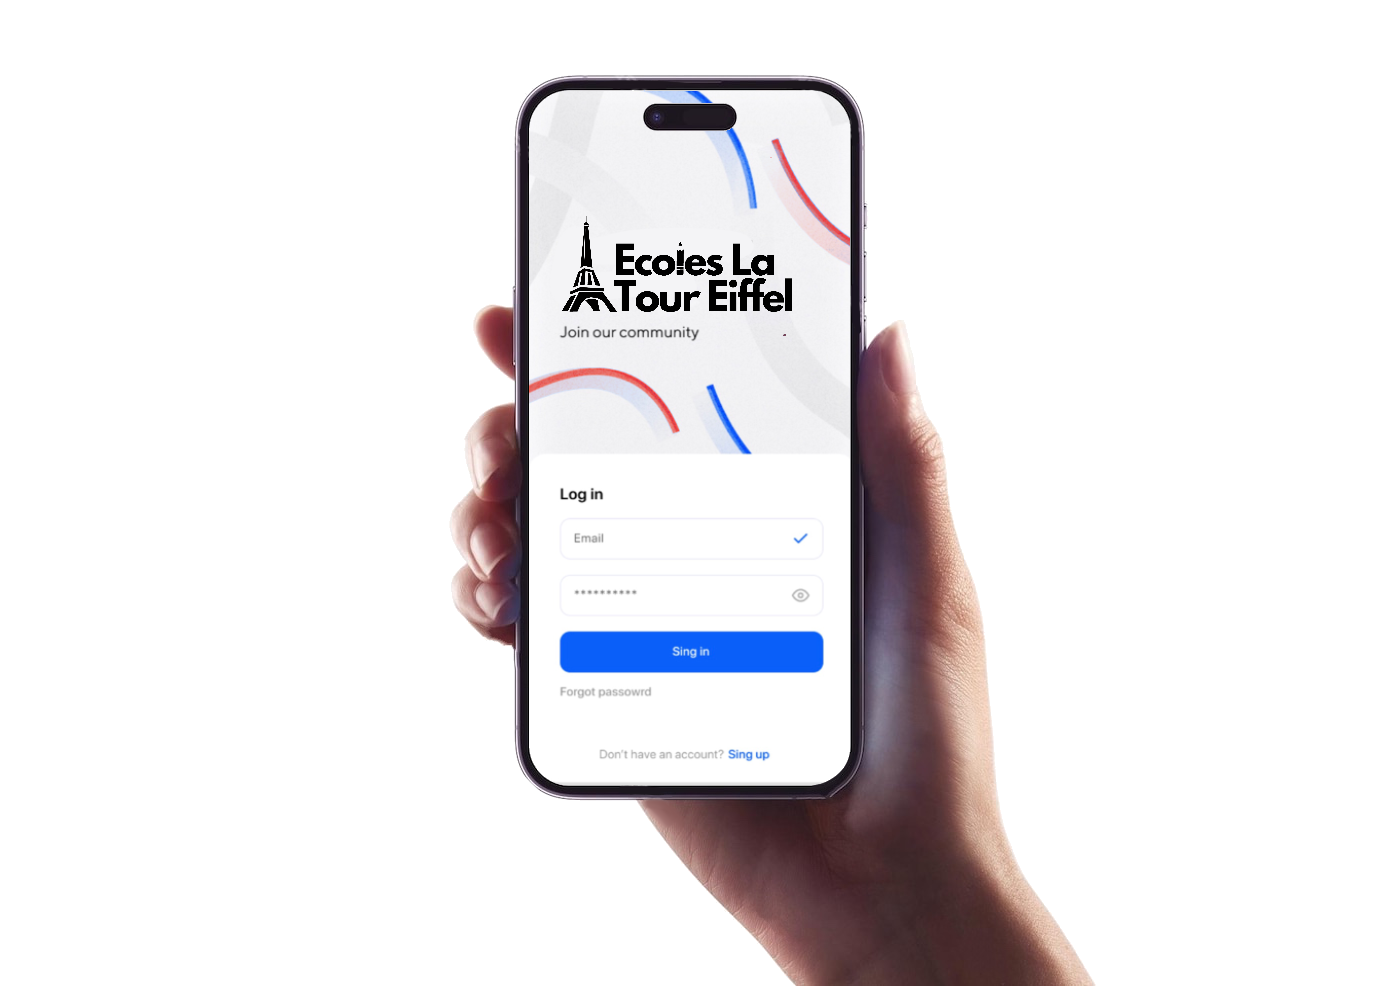 Ecoles La
Tour Eiffel
Join our community
Log in
Email
••••••••••
Sing in
Forgot passowrd
Don't have an account? Sing up